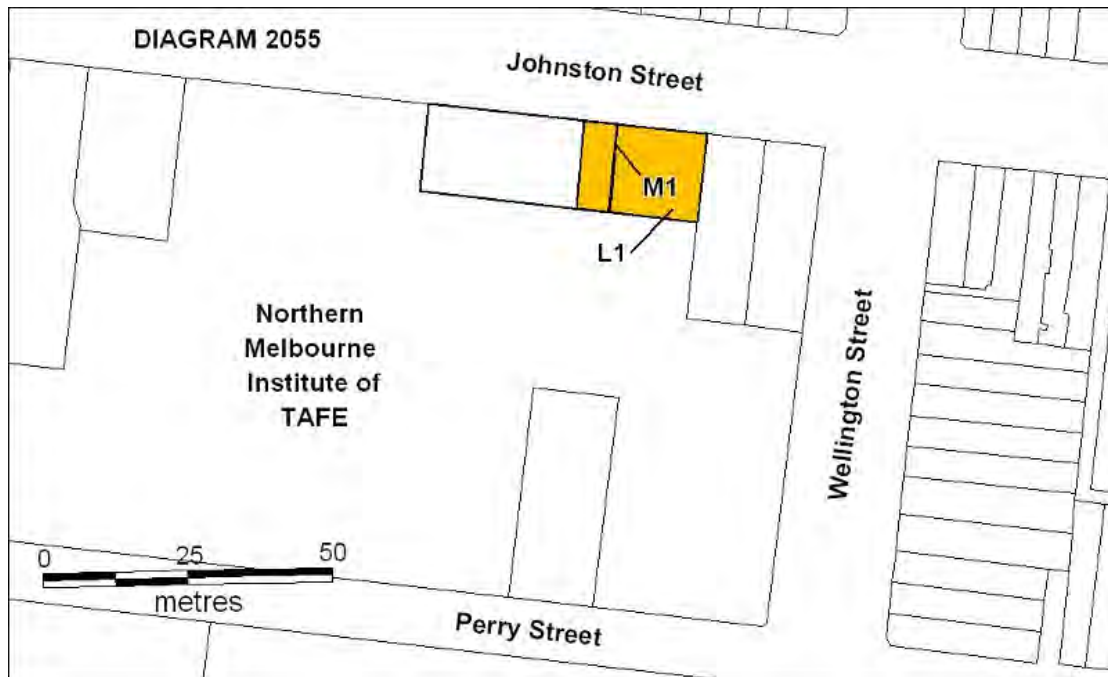 DIAGRAM 2055
Johnston Street
M1
L1
Northern
Melbourne
Institute of
TAFE
Wellington Street
0 25 50
metres
Perry Street